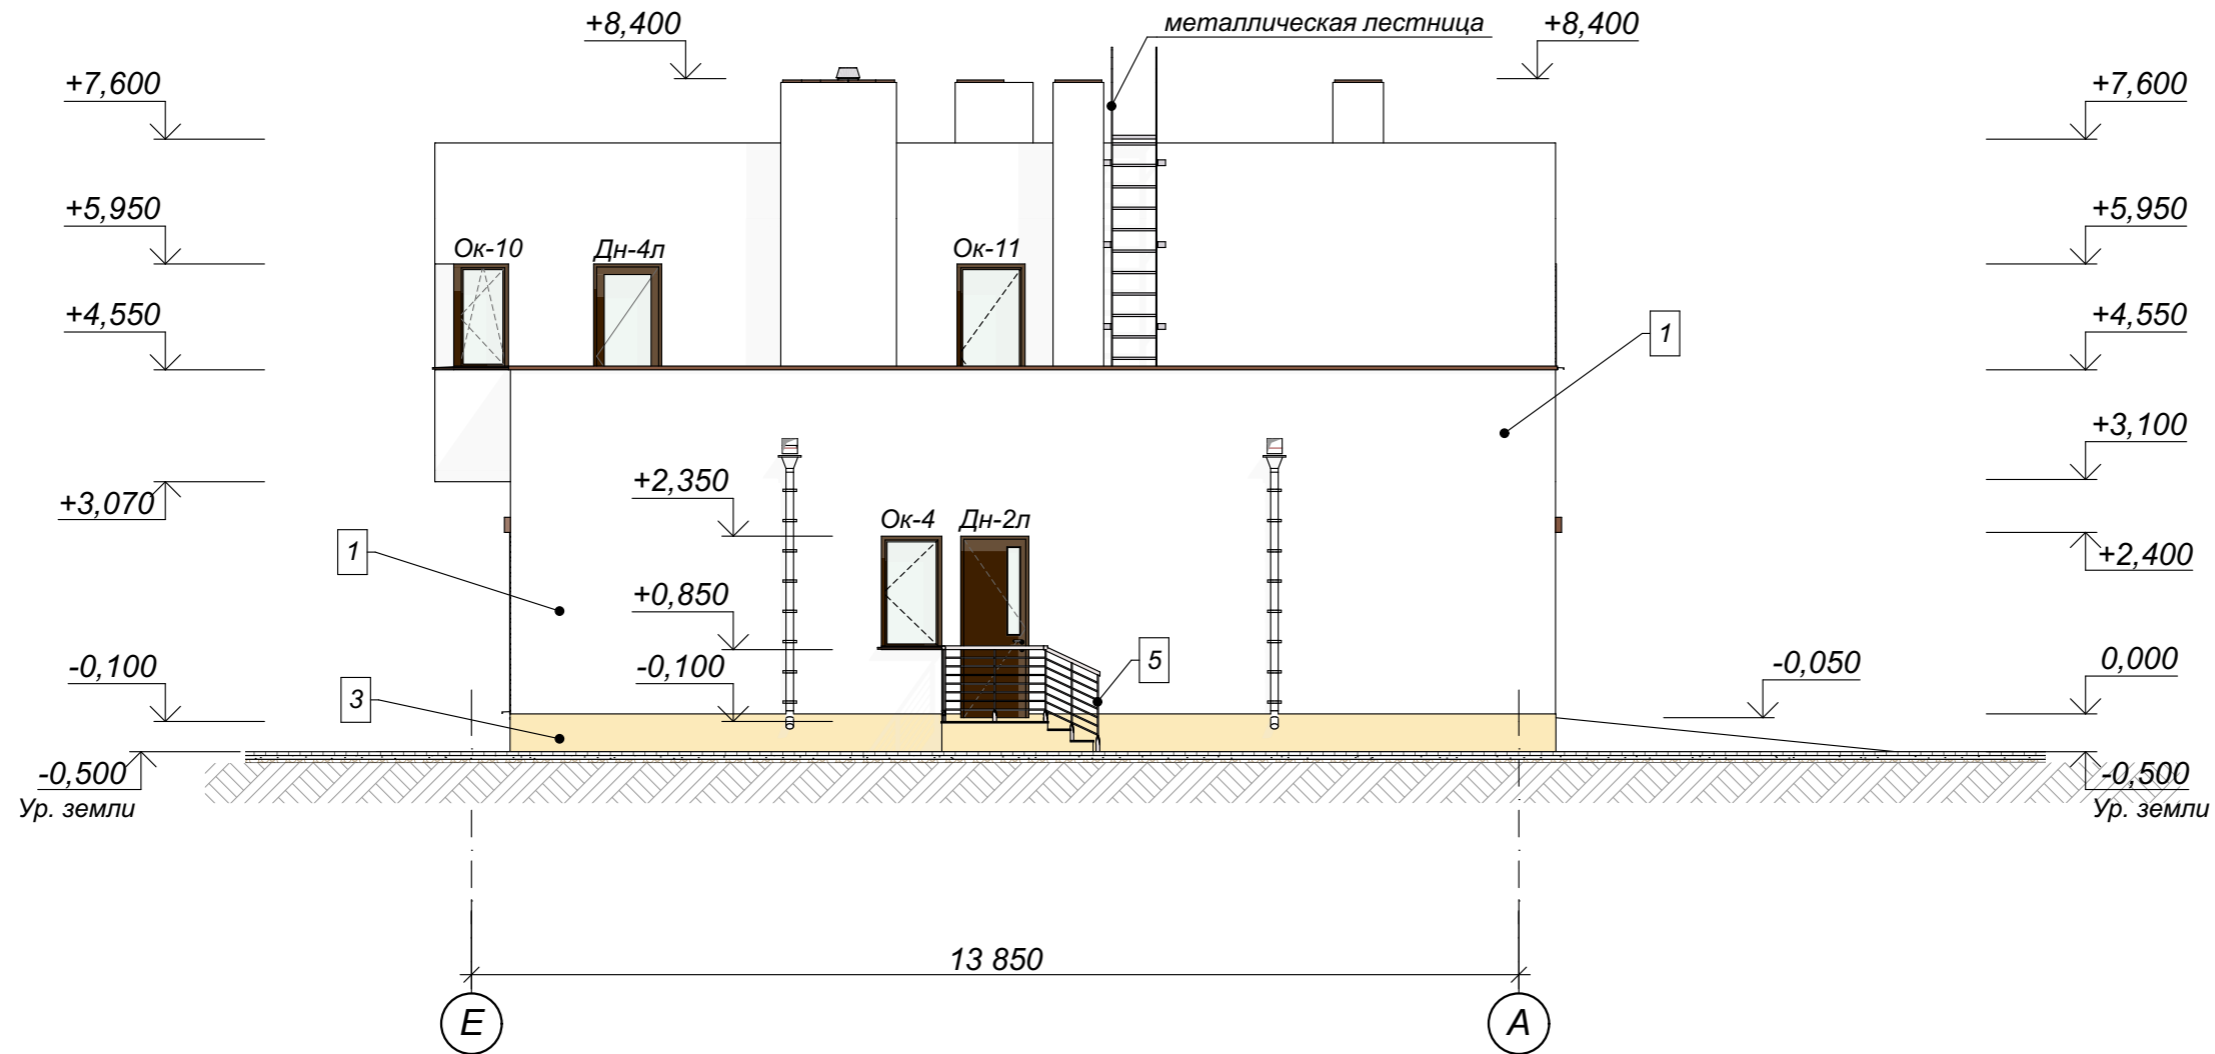 +8,400
металлическая лестница
+8,400
+7,600
+7,600
+5,950
+5,950
Ок-10
Дн-4л
Ок-11
+4,550
+4,550
1
+3,100
+2,350
+3,070
Ок-4
Дн-2л
1
+2,400
+0,850
-0,100
-0,100
5
-0,050
0,000
3
-0,500
-0,500
Ур. земли
Ур. земли
13 850
Е
А